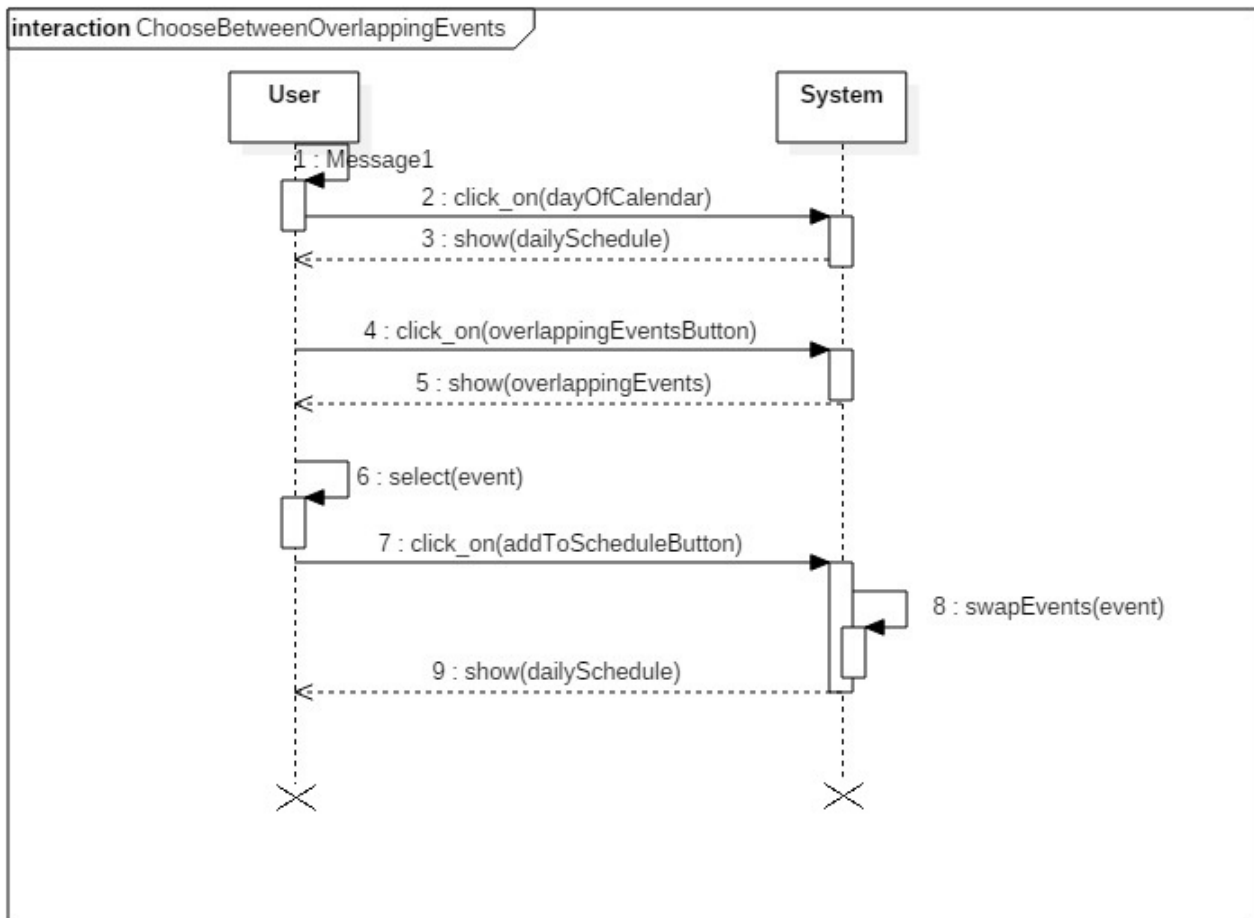 interaction ChooseBetweenOverlappingEvents
User
System
1 : Message1
2 : click_on(dayOfCalendar)
3 : show(dailySchedule)
4 : click_on(overlappingEventsButton)
5 : show(overlappingEvents)
6 : select(event)
7 : click_on(addToScheduleButton)
8 : swapEvents(event)
9 : show(dailySchedule)